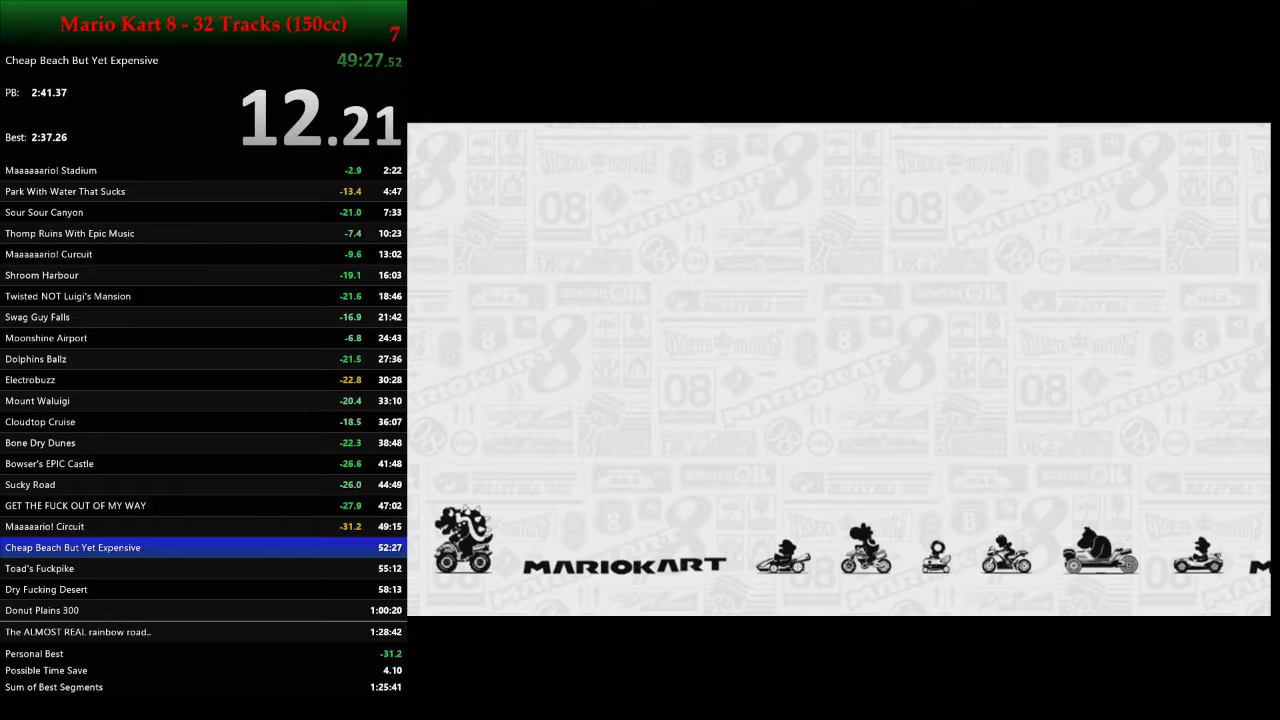 Mario Kart 8 - 32 Tracks (150cc)
7
Cheap Beach But Yet Expensive 49:27.52
PB: 2:41.37
12.21
Best: 2:37.26
Maaaaaario! Stadium -2.9 2:22
Park With Water That Sucks -13.4 4:47
Sour Sour Canyon -21.0 7:33
Thomp Ruins With Epic Music -7.4 10:23
Maaaaaario! Curcuit -9.6 13:02
Shroom Harbour -19.1 16:03
Twisted NOT Luigi's Mansion -21.6 18:46
Swag Guy Falls -16.9 21:42
Moonshine Airport -6.8 24:43
Dolphins Ballz -21.5 27:36
Electrobuzz -22.8 30:28
Mount Waluigi -20.4 33:10
Cloudtop Cruise -18.5 36:07
Bone Dry Dunes -22.3 38:48
Bowser's EPIC Castle -26.6 41:48
Sucky Road -26.0 44:49
GET THE FUCK OUT OF MY WAY -27.9 47:02
Maaaaario! Circuit -31.2 49:15
Cheap Beach But Yet Expensive 52:27
Toad's Fuckpike 55:12
Dry Fucking Desert 58:13
Donut Plains 300 1:00:20
The ALMOST REAL rainbow road.. 1:28:42
Personal Best -31.2
Possible Time Save 4.10
Sum of Best Segments 1:25:41
MARIOKART